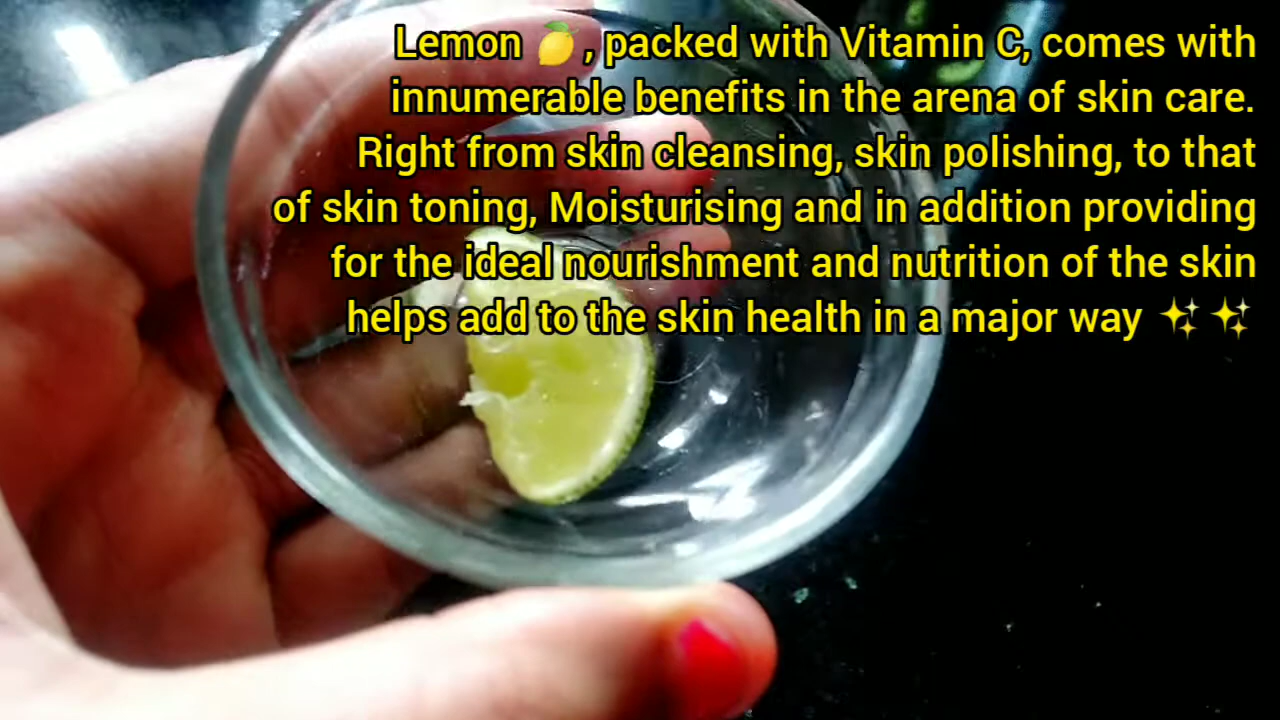 Lemon 🍋, packed with Vitamin C, comes with
innumerable benefits in the arena of skin care.
Right from skin cleansing, skin polishing, to that
of skin toning, Moisturising and in addition providing
for the ideal nourishment and nutrition of the skin
helps add to the skin health in a major way ✨✨